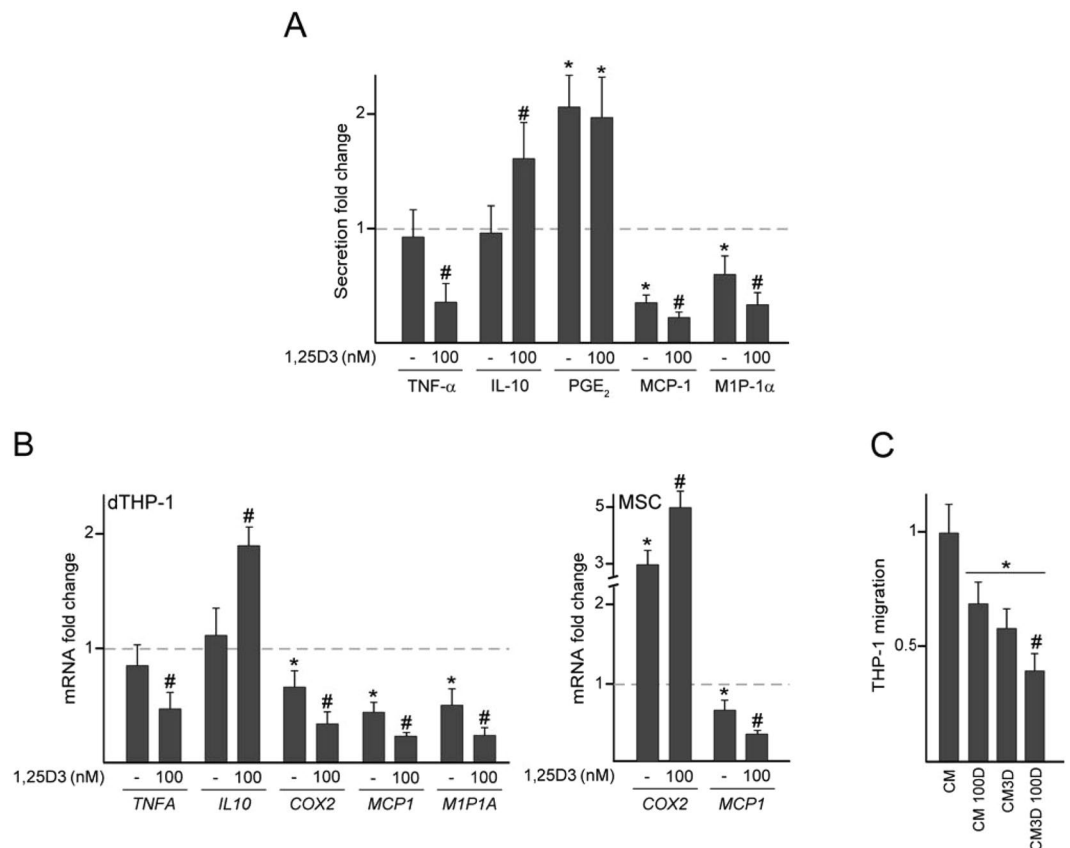 A
Secretion fold change
2
1
* * # # * * * # * #
1,25D3 (nM) - 100 - 100 - 100 - 100 - 100
TNF-α IL-10 PGE₂ MCP-1 M1P-1α
B
dTHP-1
mRNA fold change
2
1
# # * # * # * #
1,25D3 (nM) - 100 - 100 - 100 - 100 - 100
TNFA IL10 COX2 MCP1 M1P1A
MSC
mRNA fold change
5
3
2
1
* # * #
1,25D3 (nM) - 100 - 100
COX2 MCP1
C
THP-1 migration
1
0.5
*
#
CM
CM 100D
CM3D
CM3D 100D